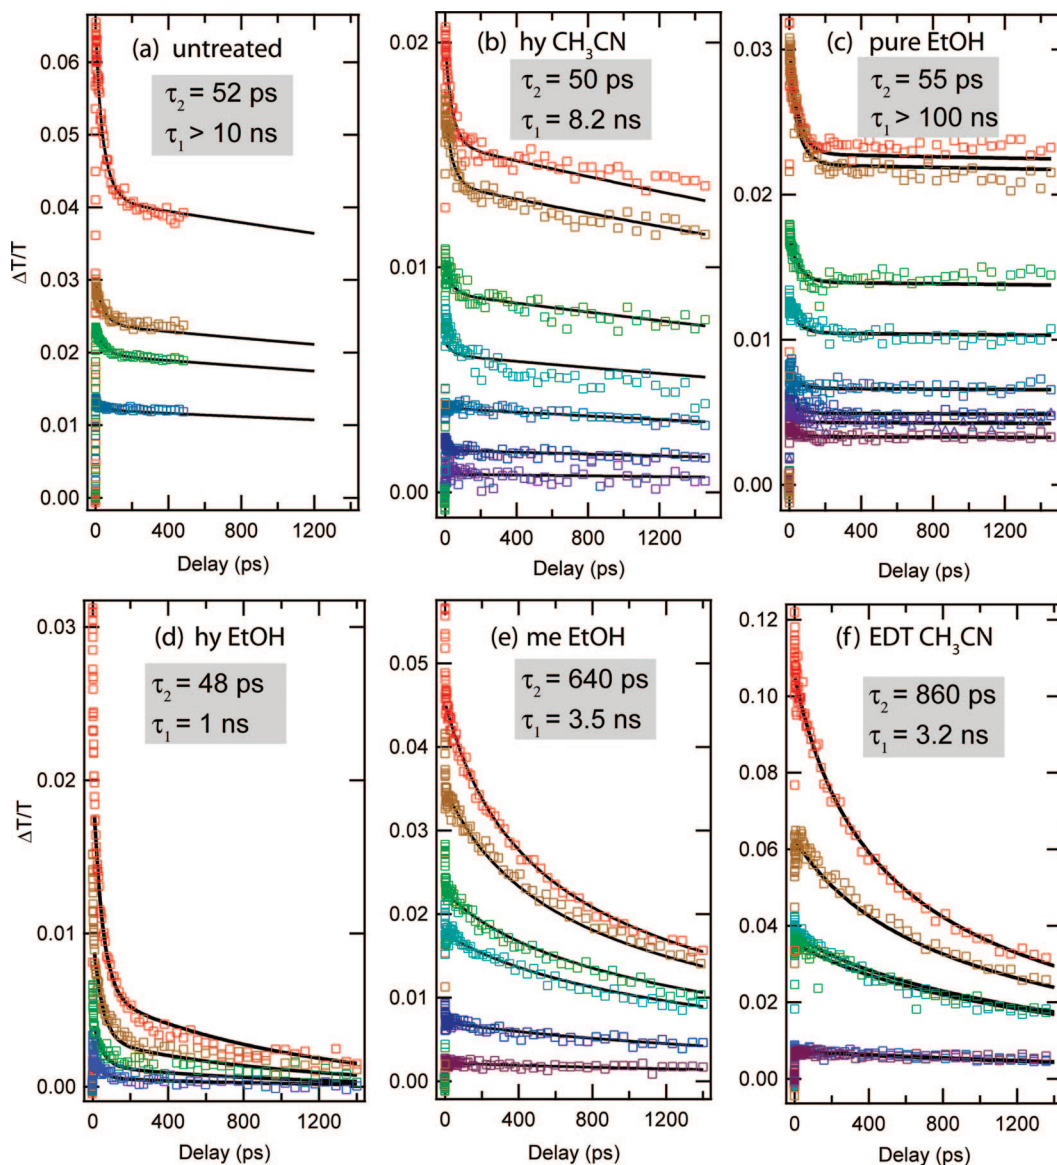 (a) untreated
τ₂ = 52 ps
τ₁ > 10 ns
0.06
0.05
0.04
0.03
0.02
0.01
0.00
ΔT/T
0 400 800 1200
Delay (ps)
(b) hy CH₃CN
τ₂ = 50 ps
τ₁ = 8.2 ns
0.02
0.01
0.00
0 400 800 1200
Delay (ps)
(c) pure EtOH
τ₂ = 55 ps
τ₁ > 100 ns
0.03
0.02
0.01
0.00
0 400 800 1200
Delay (ps)
(d) hy EtOH
τ₂ = 48 ps
τ₁ = 1 ns
0.03
0.02
0.01
0.00
ΔT/T
0 400 800 1200
Delay (ps)
(e) me EtOH
τ₂ = 640 ps
τ₁ = 3.5 ns
0.05
0.04
0.03
0.02
0.01
0.00
0 400 800 1200
Delay (ps)
(f) EDT CH₃CN
τ₂ = 860 ps
τ₁ = 3.2 ns
0.12
0.10
0.08
0.06
0.04
0.02
0.00
0 400 800 1200
Delay (ps)